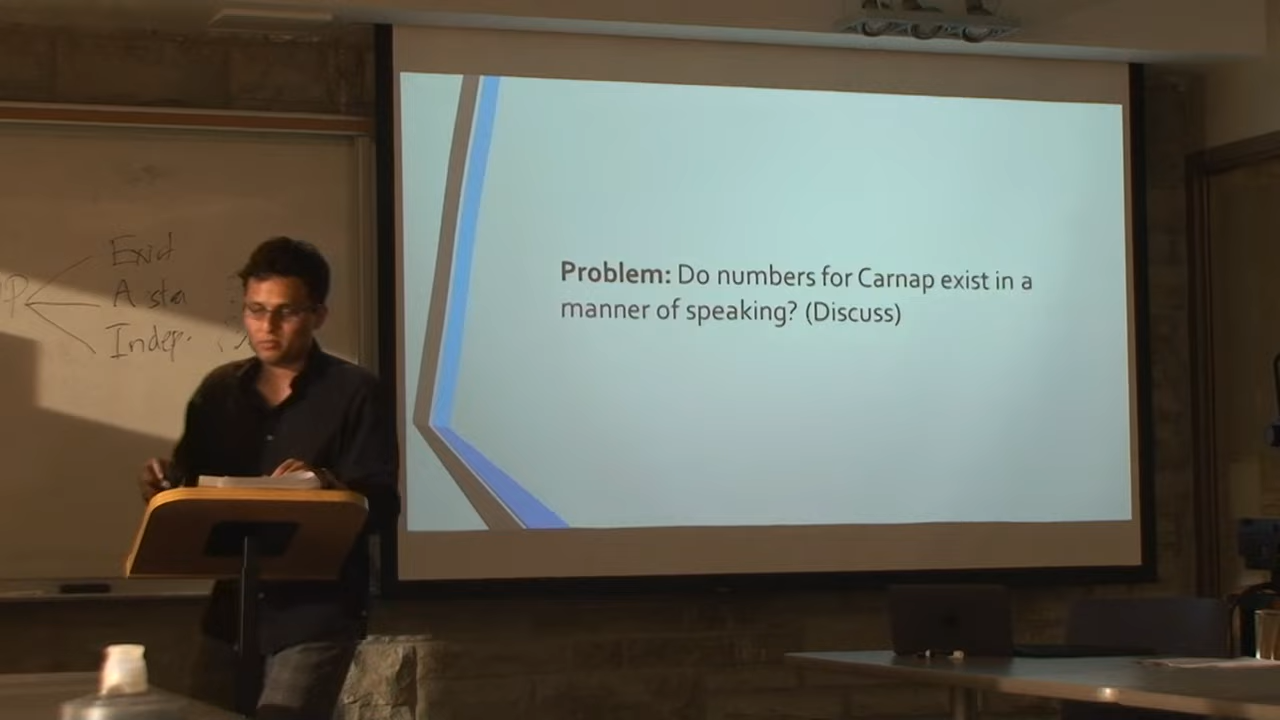 Exist
P
Indep.
Problem: Do numbers for Carnap exist in a
manner of speaking? (Discuss)